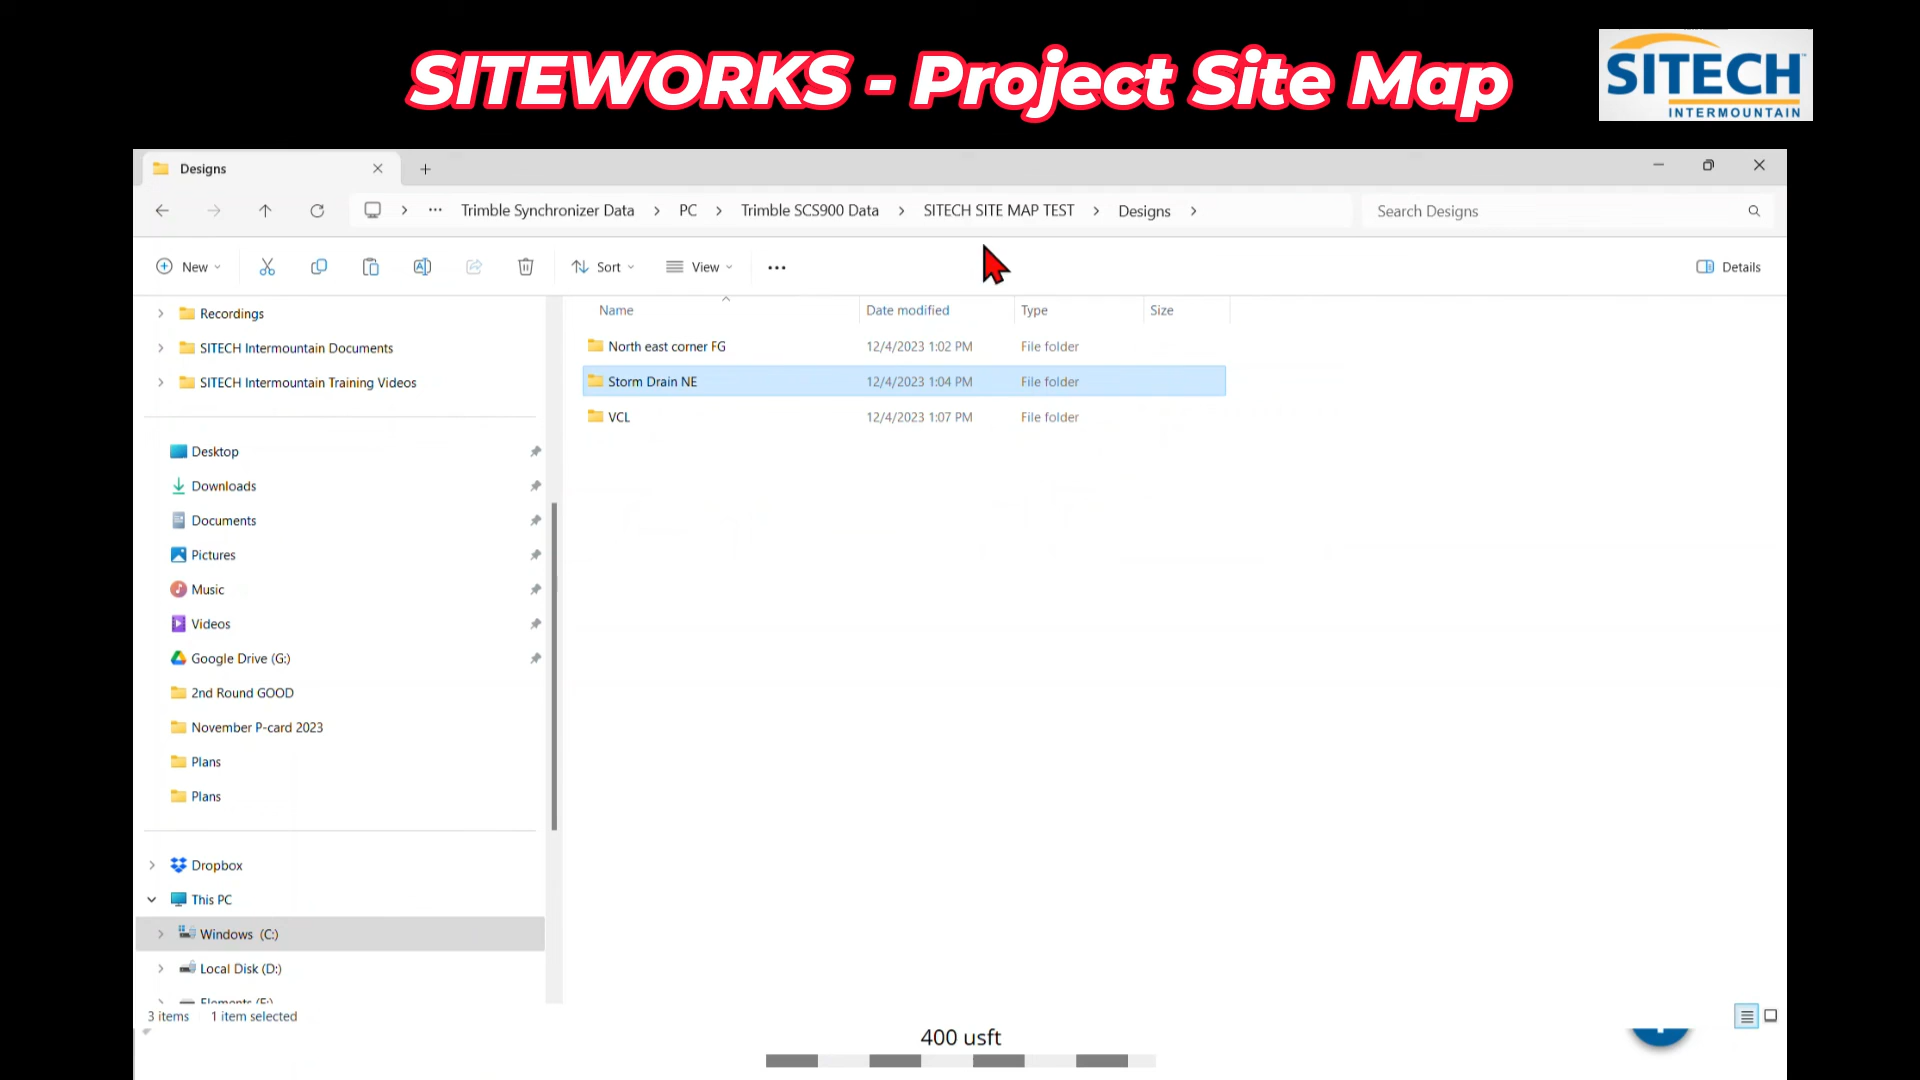 SITEWORKS - Project Site Map
SITECH
INTERMOUNTAIN
Designs
Trimble Synchronizer Data
PC
Trimble SCS900 Data
SITECH SITE MAP TEST
Designs
Search Designs
New
Sort
View
Details
Name
Date modified
Type
Size
North east corner FG 12/4/2023 1:02 PM File folder
Storm Drain NE 12/4/2023 1:04 PM File folder
VCL 12/4/2023 1:07 PM File folder
Recordings
SITECH Intermountain Documents
SITECH Intermountain Training Videos
Desktop
Downloads
Documents
Pictures
Music
Videos
Google Drive (G:)
2nd Round GOOD
November P-card 2023
Plans
Plans
Dropbox
This PC
Windows (C:)
Local Disk (D:)
3 items 1 item selected
400 usft